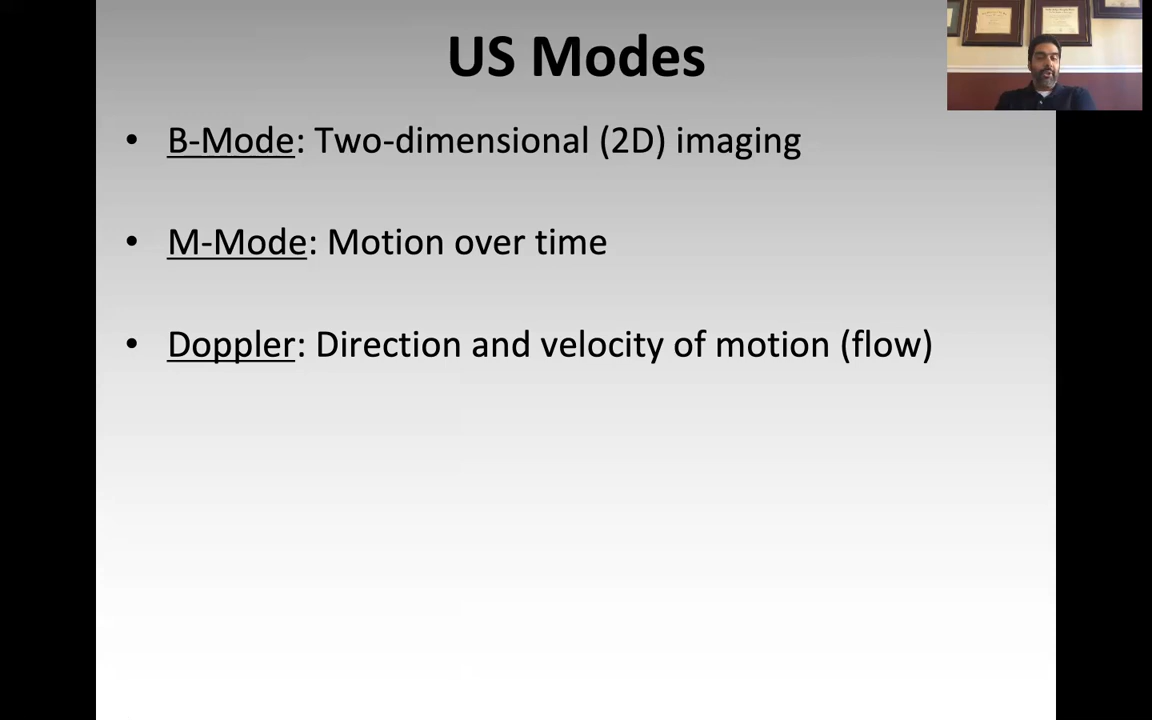 US Modes
• B-Mode: Two-dimensional (2D) imaging
• M-Mode: Motion over time
• Doppler: Direction and velocity of motion (flow)